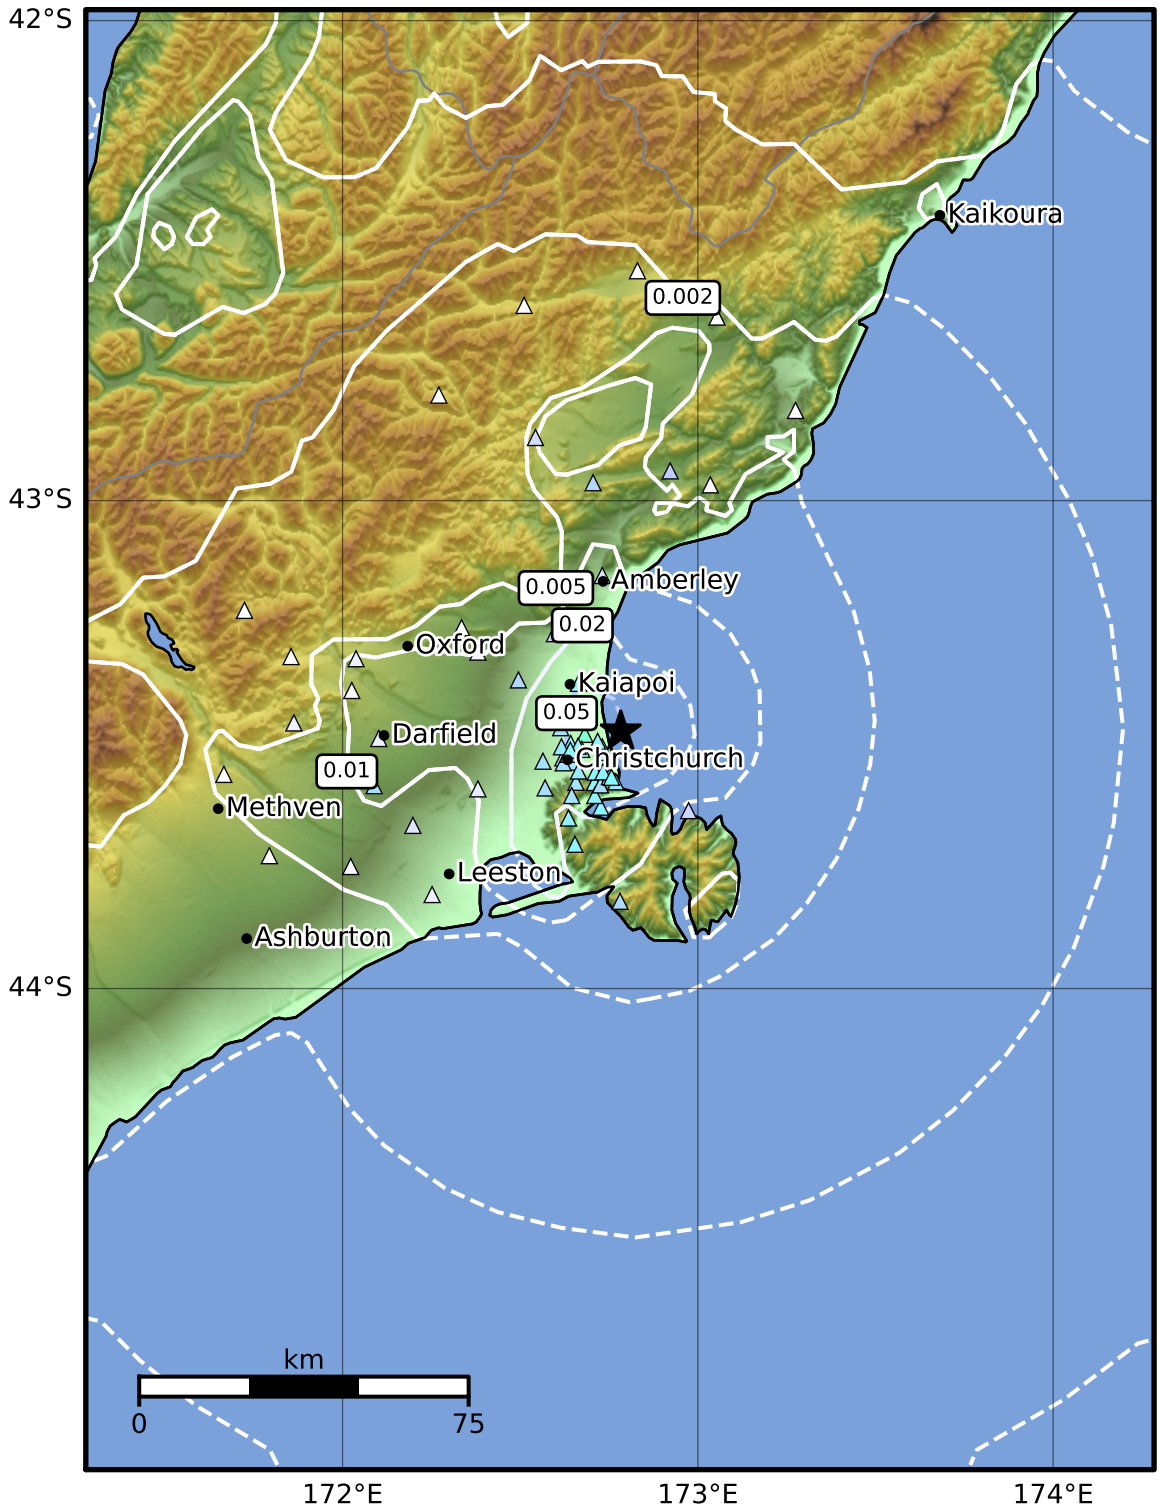 42°S
Kaikoura
0.002
43°S
0.005
Amberley
0.02
Oxford
Kaiapoi
0.05
Darfield
Christchurch
0.01
Methven
Leeston
Ashburton
44°S
km
0
75
172°E
173°E
174°E